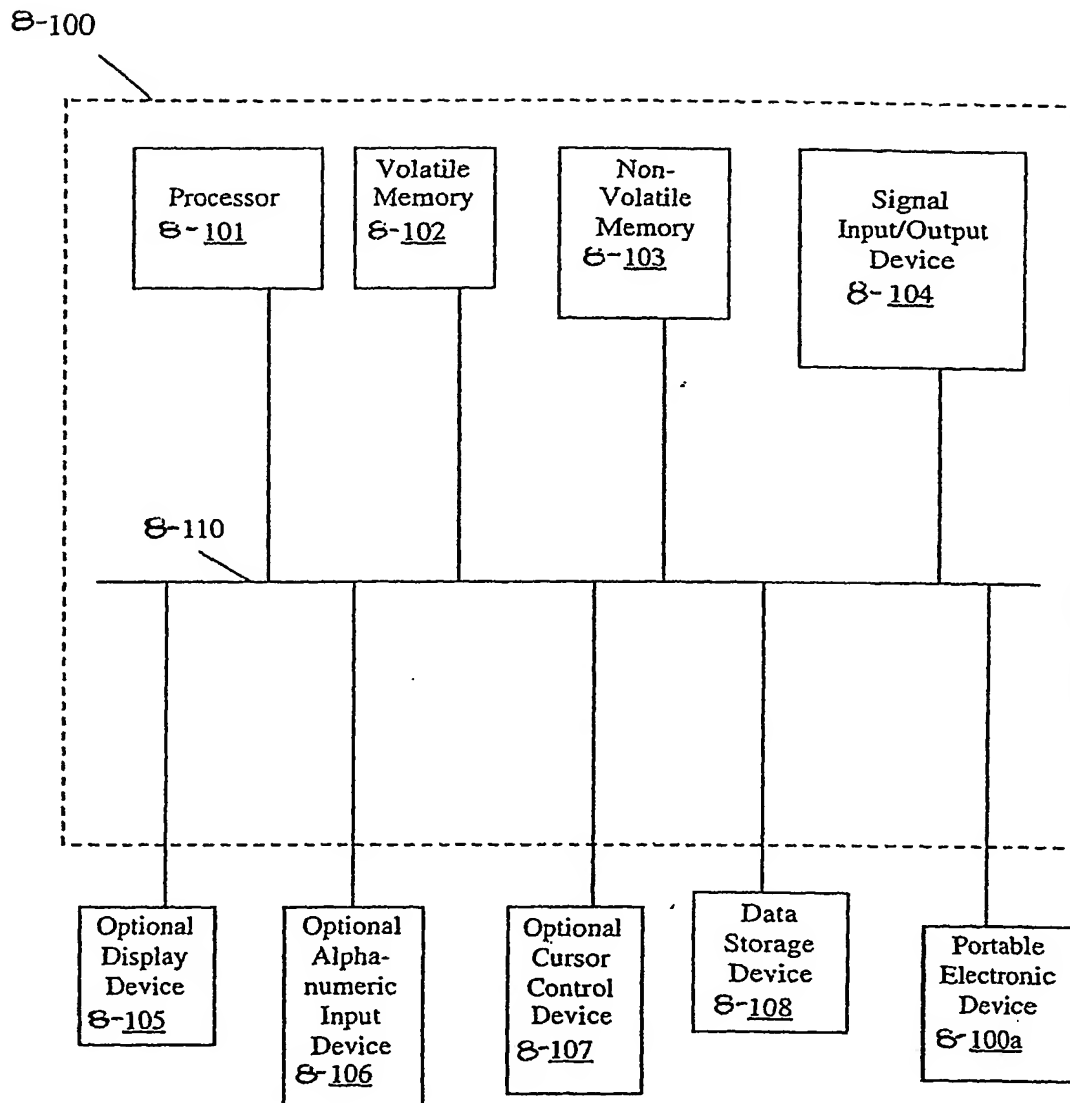 8-100
Processor
8-101
Volatile
Memory
8-102
Non-
Volatile
Memory
8-103
Signal
Input/Output
Device
8-104
8-110
Optional
Display
Device
8-105
Optional
Alpha-
numeric
Input
Device
8-106
Optional
Cursor
Control
Device
8-107
Data
Storage
Device
8-108
Portable
Electronic
Device
8-100a